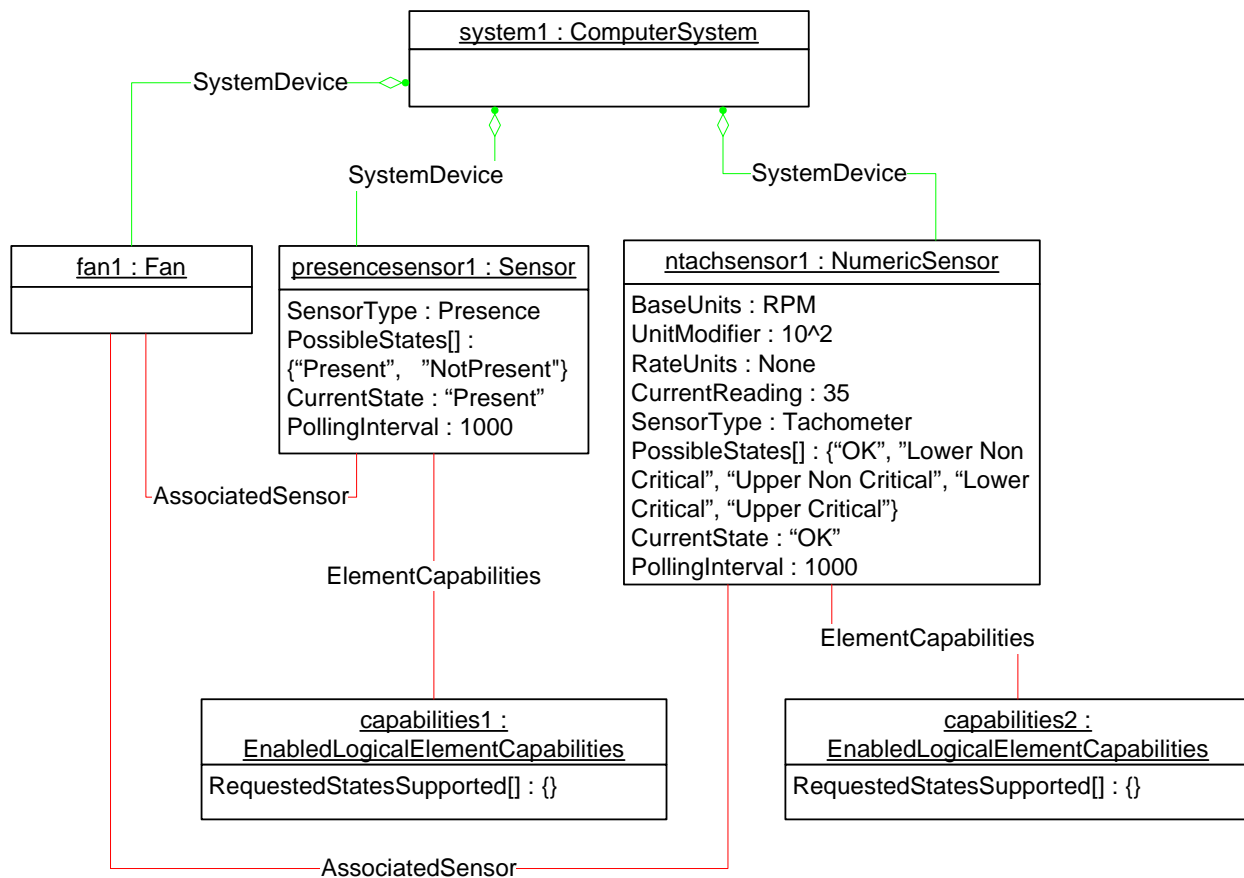 system1 : ComputerSystem
SystemDevice
SystemDevice
SystemDevice
fan1 : Fan
presencesensor1 : Sensor
SensorType : Presence
PossibleStates[] :
{“Present”, ”NotPresent"}
CurrentState : “Present”
PollingInterval : 1000
ntachsensor1 : NumericSensor
BaseUnits : RPM
UnitModifier : 10^2
RateUnits : None
CurrentReading : 35
SensorType : Tachometer
PossibleStates[] : {“OK”, ”Lower Non
Critical”, “Upper Non Critical”, “Lower
Critical”, “Upper Critical”}
CurrentState : “OK”
PollingInterval : 1000
AssociatedSensor
ElementCapabilities
ElementCapabilities
capabilities1 :
EnabledLogicalElementCapabilities
RequestedStatesSupported[] : {}
capabilities2 :
EnabledLogicalElementCapabilities
RequestedStatesSupported[] : {}
AssociatedSensor